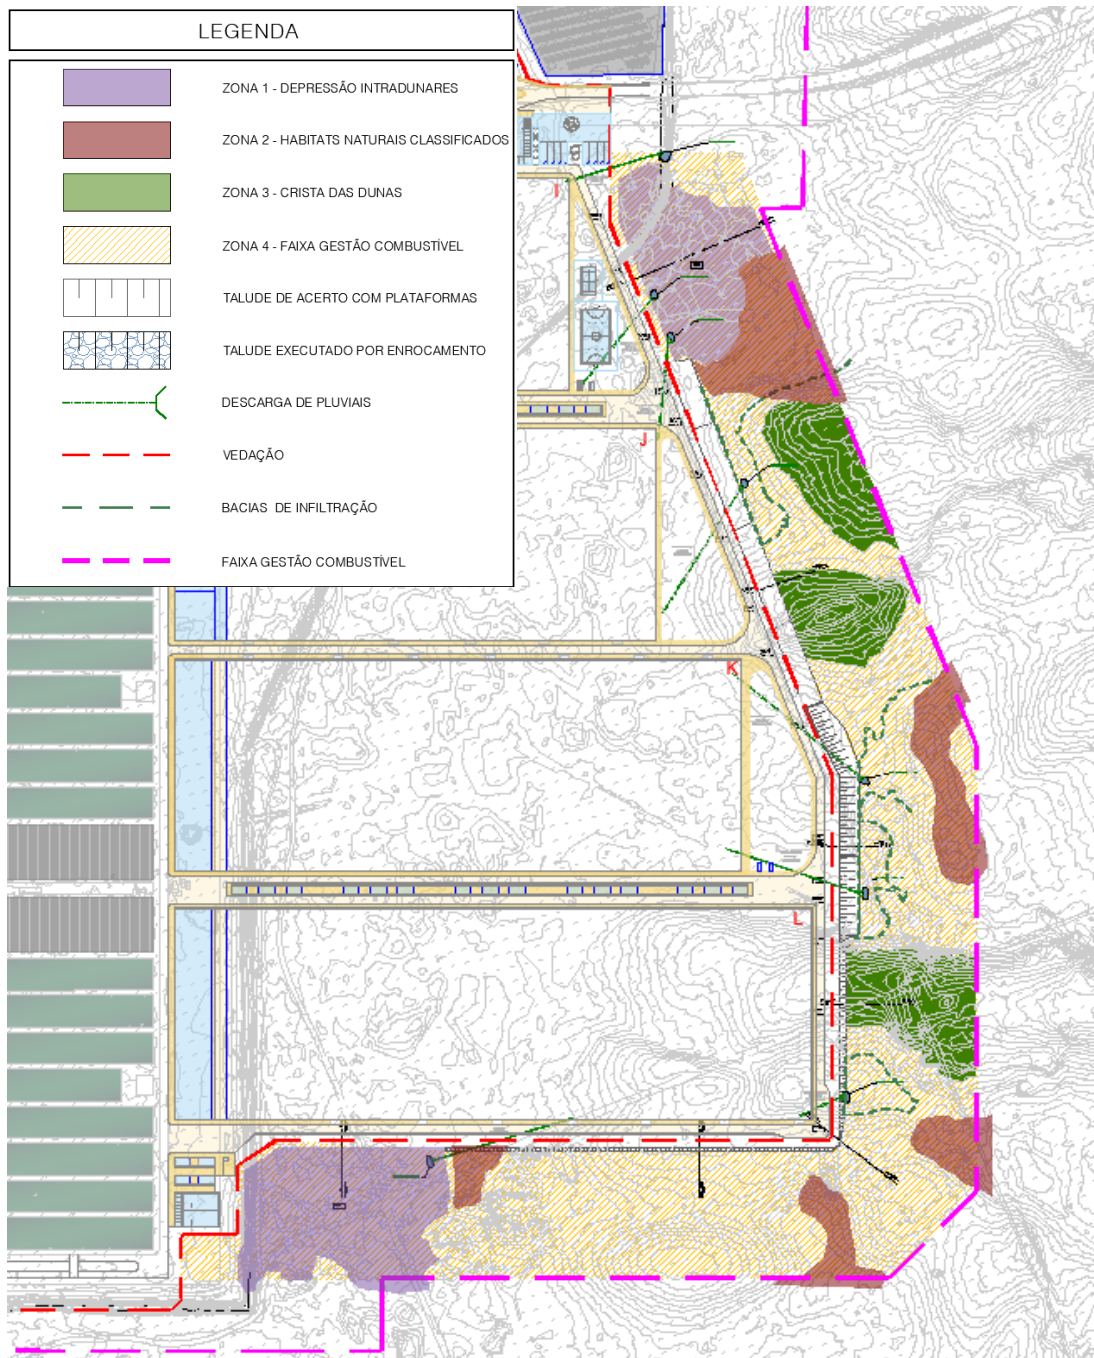 LEGENDA
ZONA 1 - DEPRESSÃO INTRADUNARES
ZONA 2 - HABITATS NATURAIS CLASSIFICADOS
ZONA 3 - CRISTA DAS DUNAS
ZONA 4 - FAIXA GESTÃO COMBUSTÍVEL
TALUDE DE ACERTO COM PLATAFORMAS
TALUDE EXECUTADO POR ENROCAMENTO
DESCARGA DE PLUVIAIS
VEDAÇÃO
BACIAS DE INFILTRAÇÃO
FAIXA GESTÃO COMBUSTÍVEL
I
J
K
L